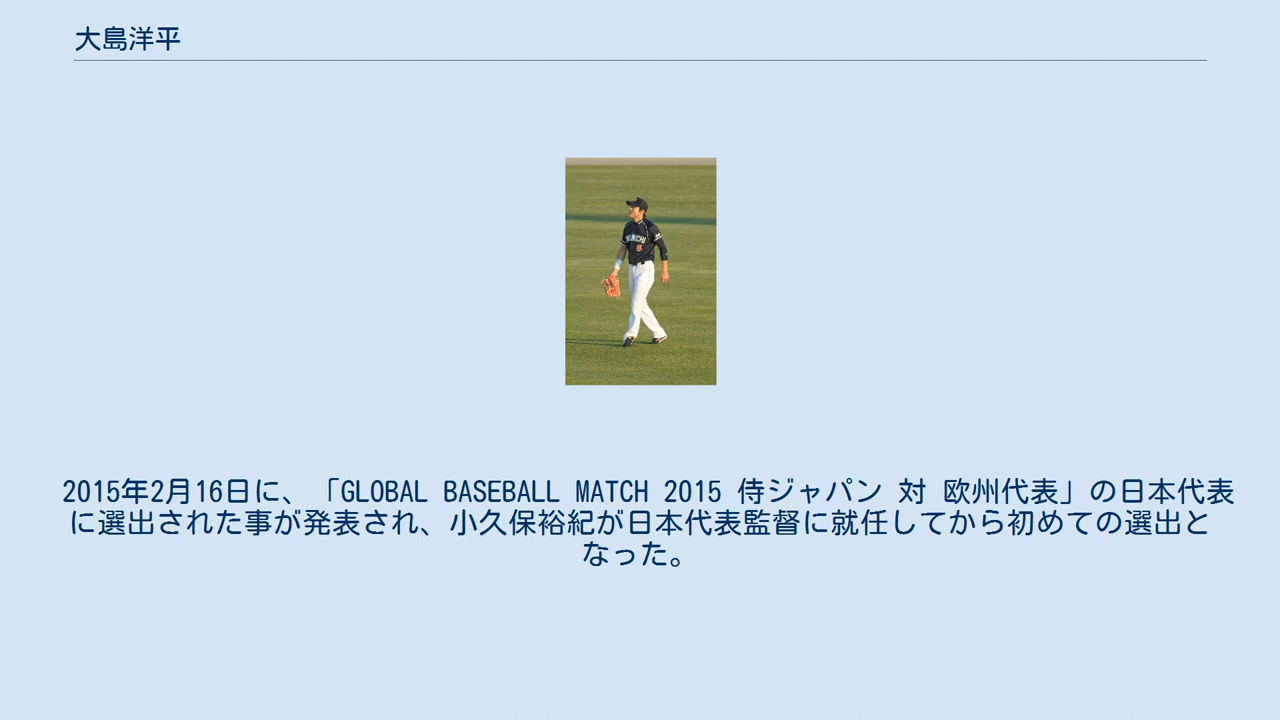 大島洋平
2015年2月16日に、「GLOBAL BASEBALL MATCH 2015 侍ジャパン 対 欧州代表」の日本代表
に選出された事が発表され、小久保裕紀が日本代表監督に就任してから初めての選出と
なった。